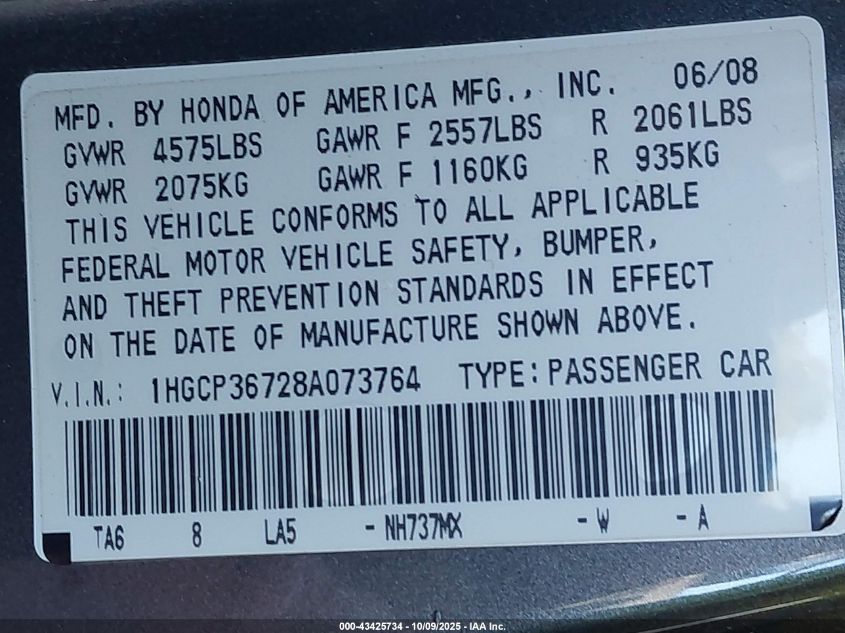 MFD. BY HONDA OF AMERICA MFG., INC. 06/08
GVWR 4575LBS GAWR F 2557LBS R 2061LBS
GVWR 2075KG GAWR F 1160KG R 935KG
THIS VEHICLE CONFORMS TO ALL APPLICABLE
FEDERAL MOTOR VEHICLE SAFETY, BUMPER,
AND THEFT PREVENTION STANDARDS IN EFFECT
ON THE DATE OF MANUFACTURE SHOWN ABOVE.
V.I.N.: 1HGCP36728A073764 TYPE: PASSENGER CAR
TA6 8 LA5 - NH737MX - W - A
000-43425734 - 10/09/2025 - IAA Inc.